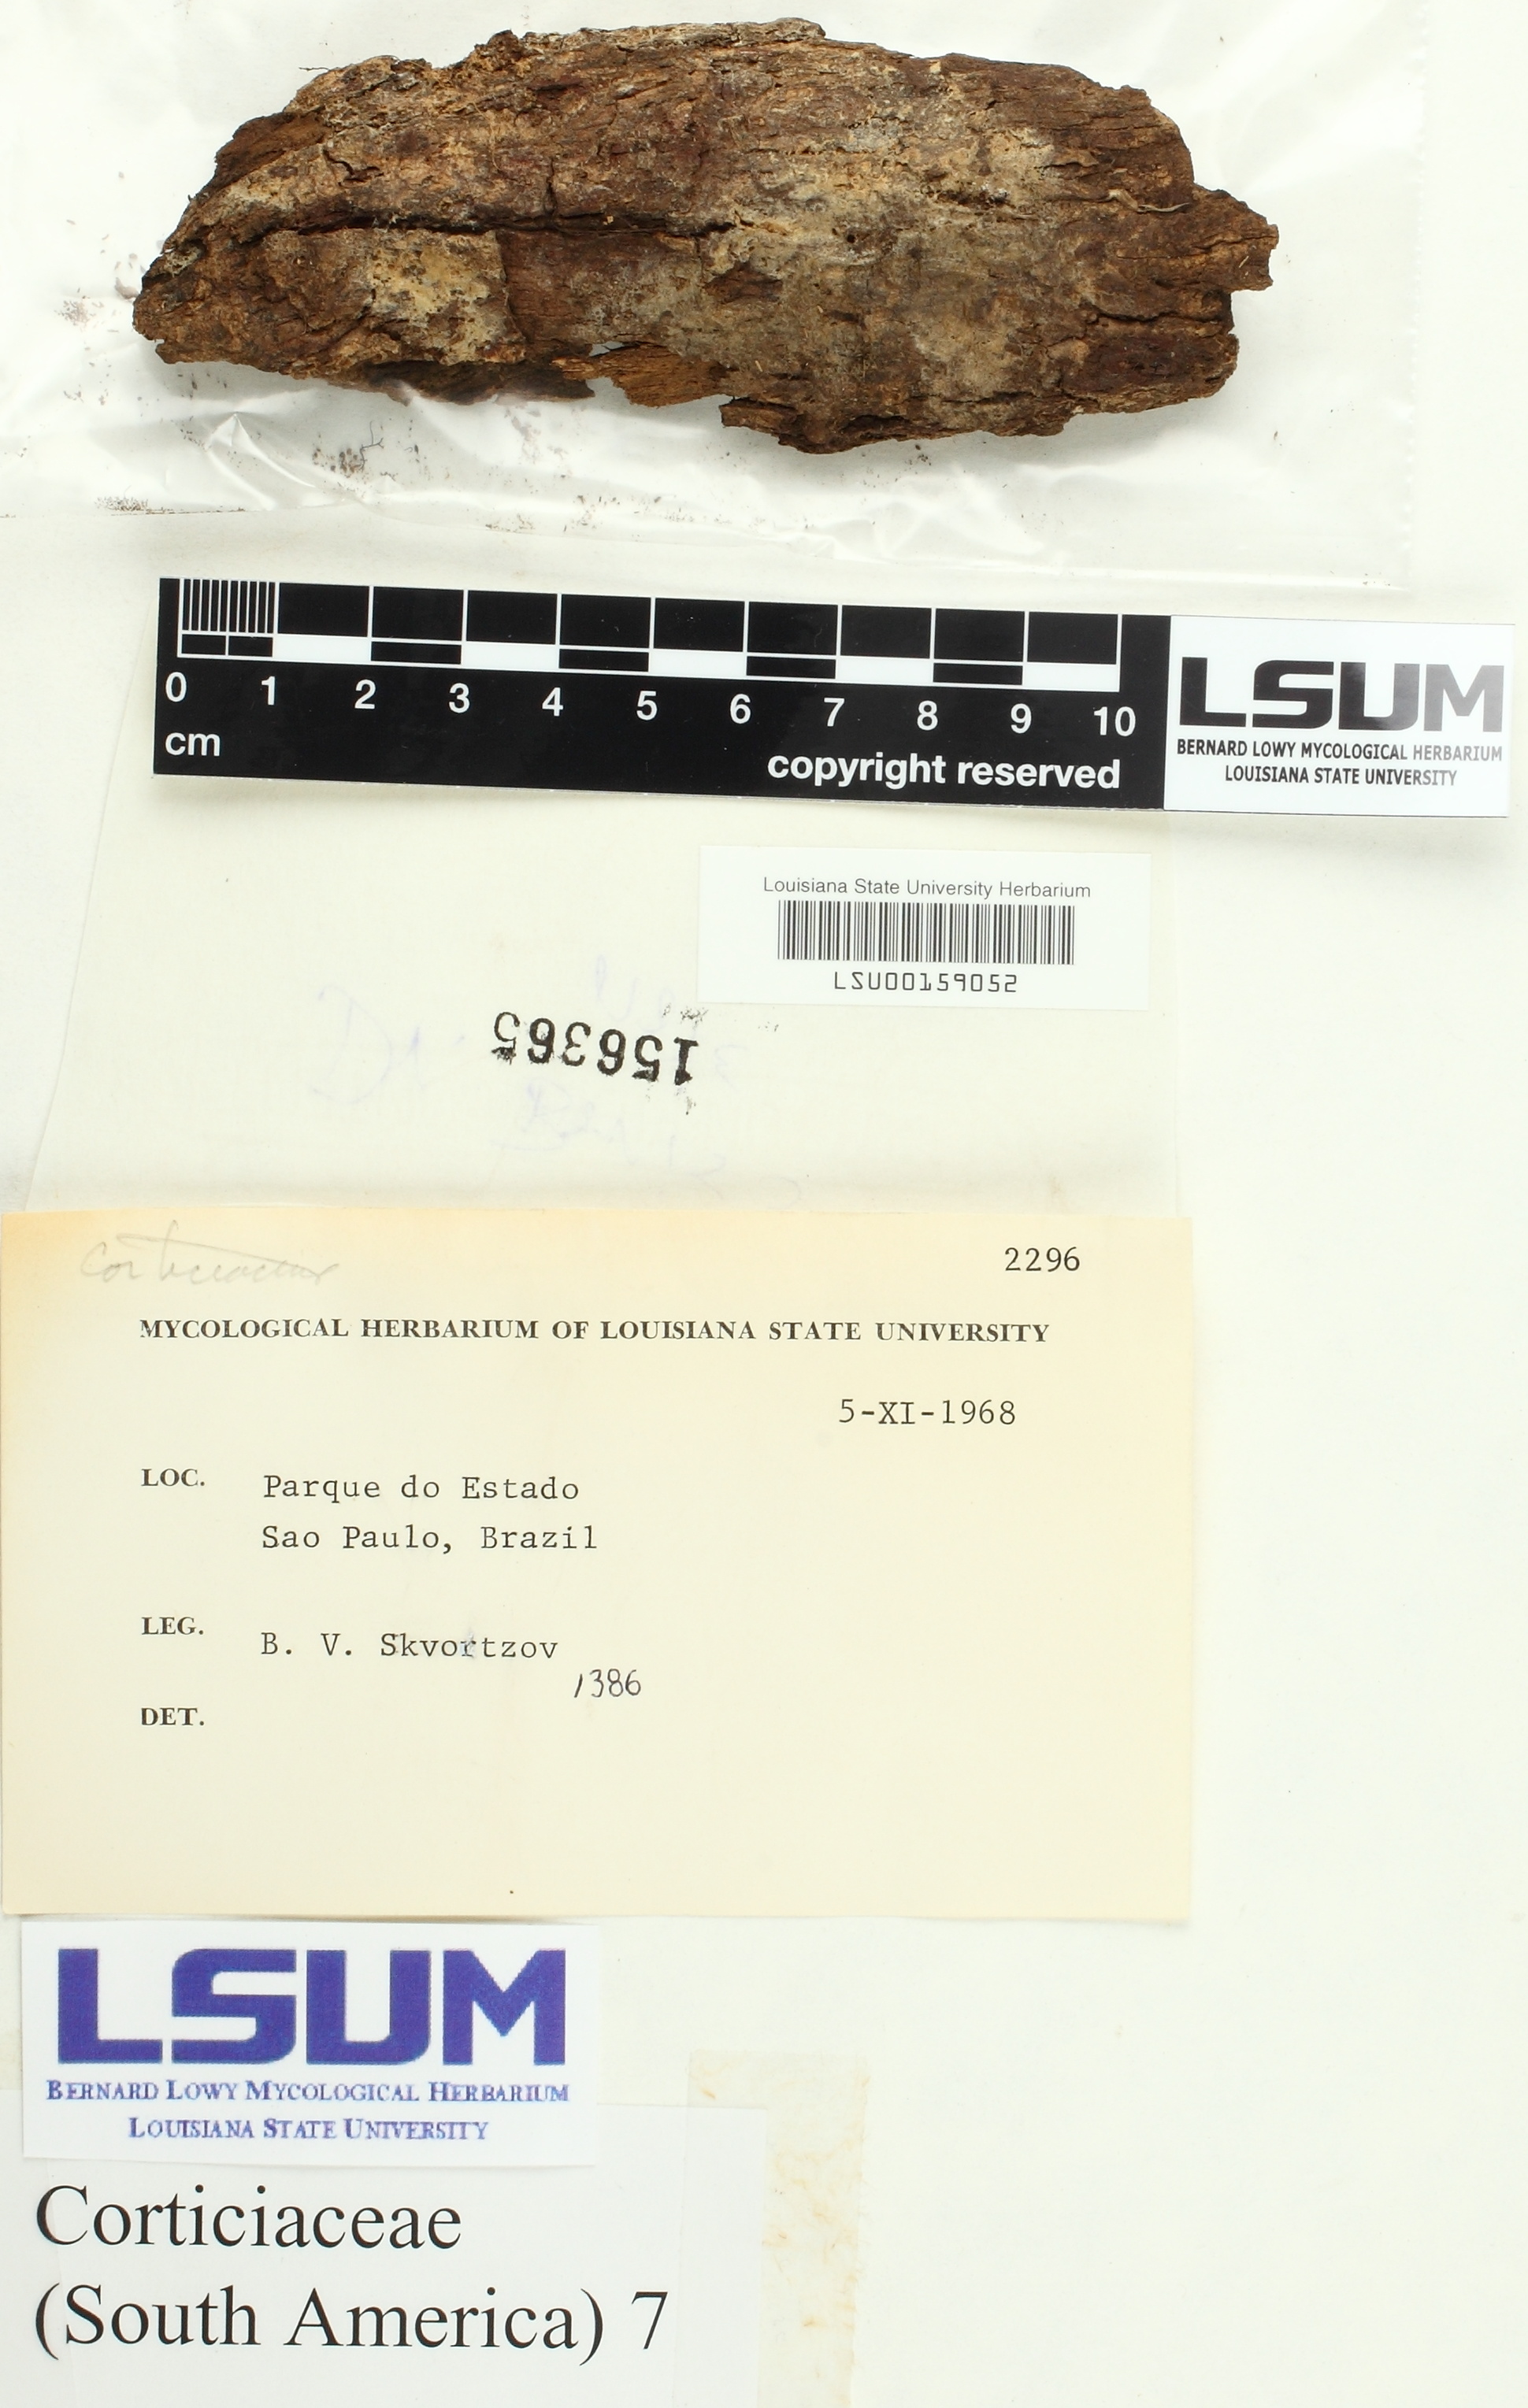 0 1 2 3 4 5 6 7 8 9 10
cm
copyright reserved
LSUM
BERNARD LOWY MYCOLOGICAL HERBARIUM
LOUISIANA STATE UNIVERSITY
Louisiana State University Herbarium
LSU00159052
156365
2296
MYCOLOGICAL HERBARIUM OF LOUISIANA STATE UNIVERSITY
5-XI-1968
LOC. Parque do Estado
Sao Paulo, Brazil
LEG. B. V. Skvortzov
1386
DET.
LSUM
BERNARD LOWY MYCOLOGICAL HERBARIUM
LOUISIANA STATE UNIVERSITY
Corticiaceae
(South America) 7